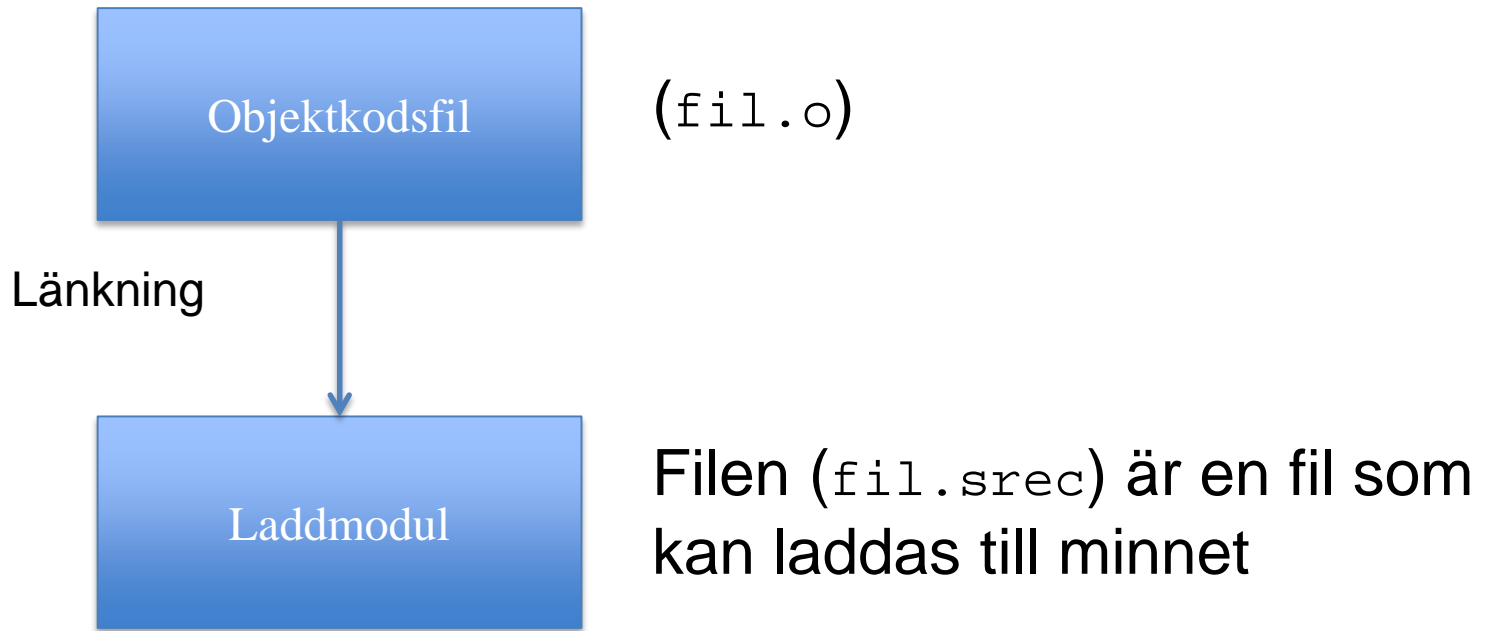 Objektkodsfil
(fil.o)
Länkning
Laddmodul
Filen (fil.srec) är en fil som
kan laddas till minnet